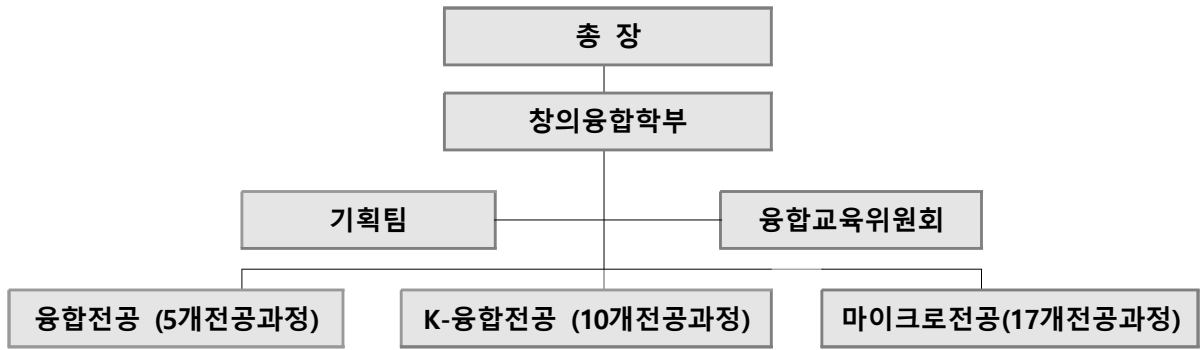 총 장
창의융합학부
기획팀
융합교육위원회
융합전공 (5개전공과정)
K-융합전공 (10개전공과정)
마이크로전공(17개전공과정)